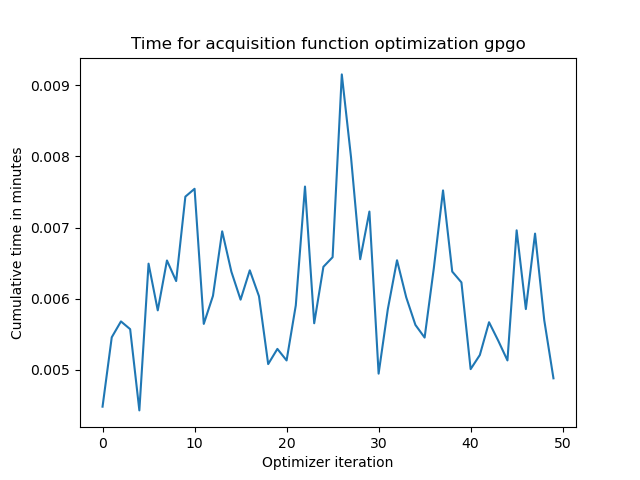 Time for acquisition function optimization gpgo
0.009
0.008
0.007
0.006
0.005
Cumulative time in minutes
0 10 20 30 40 50
Optimizer iteration